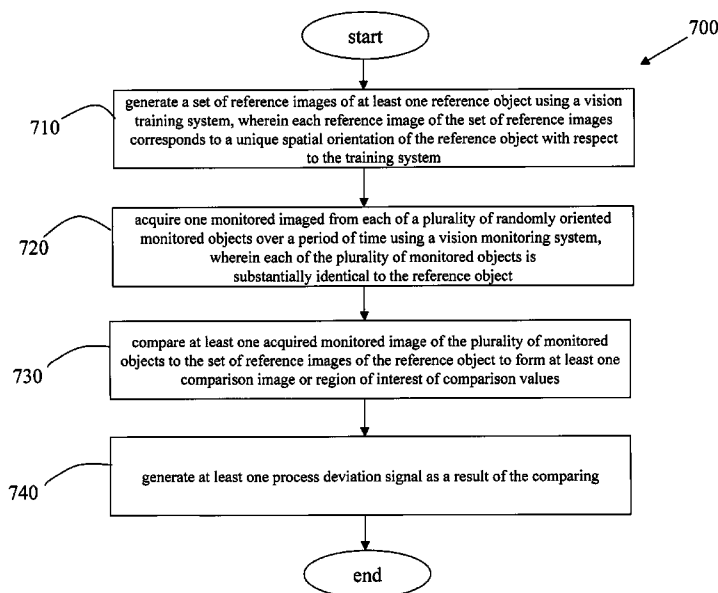 start
700
710
generate a set of reference images of at least one reference object using a vision
training system, wherein each reference image of the set of reference images
corresponds to a unique spatial orientation of the reference object with respect
to the training system
720
acquire one monitored imaged from each of a plurality of randomly oriented
monitored objects over a period of time using a vision monitoring system,
wherein each of the plurality of monitored objects is
substantially identical to the reference object
730
compare at least one acquired monitored image of the plurality of monitored
objects to the set of reference images of the reference object to form at least one
comparison image or region of interest of comparison values
740
generate at least one process deviation signal as a result of the comparing
end